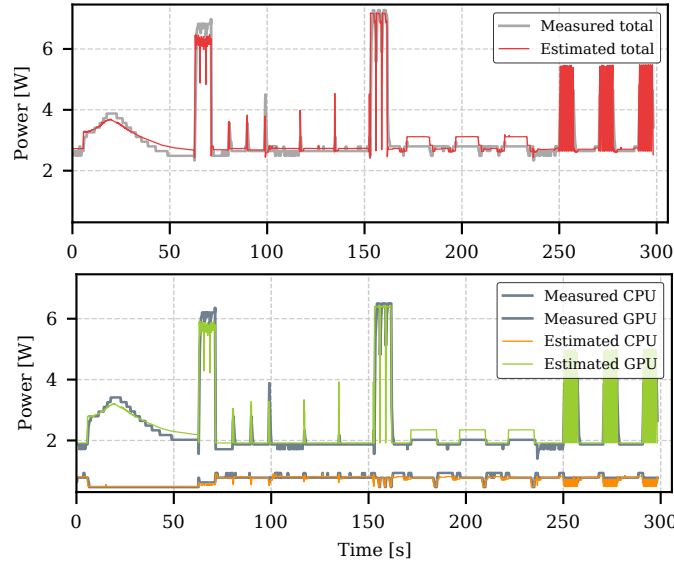 Power [W]
6
4
2
Measured total
Estimated total
0
50
100
150
200
250
300
Power [W]
6
4
2
Measured CPU
Measured GPU
Estimated CPU
Estimated GPU
0
50
100
150
200
250
300
Time [s]